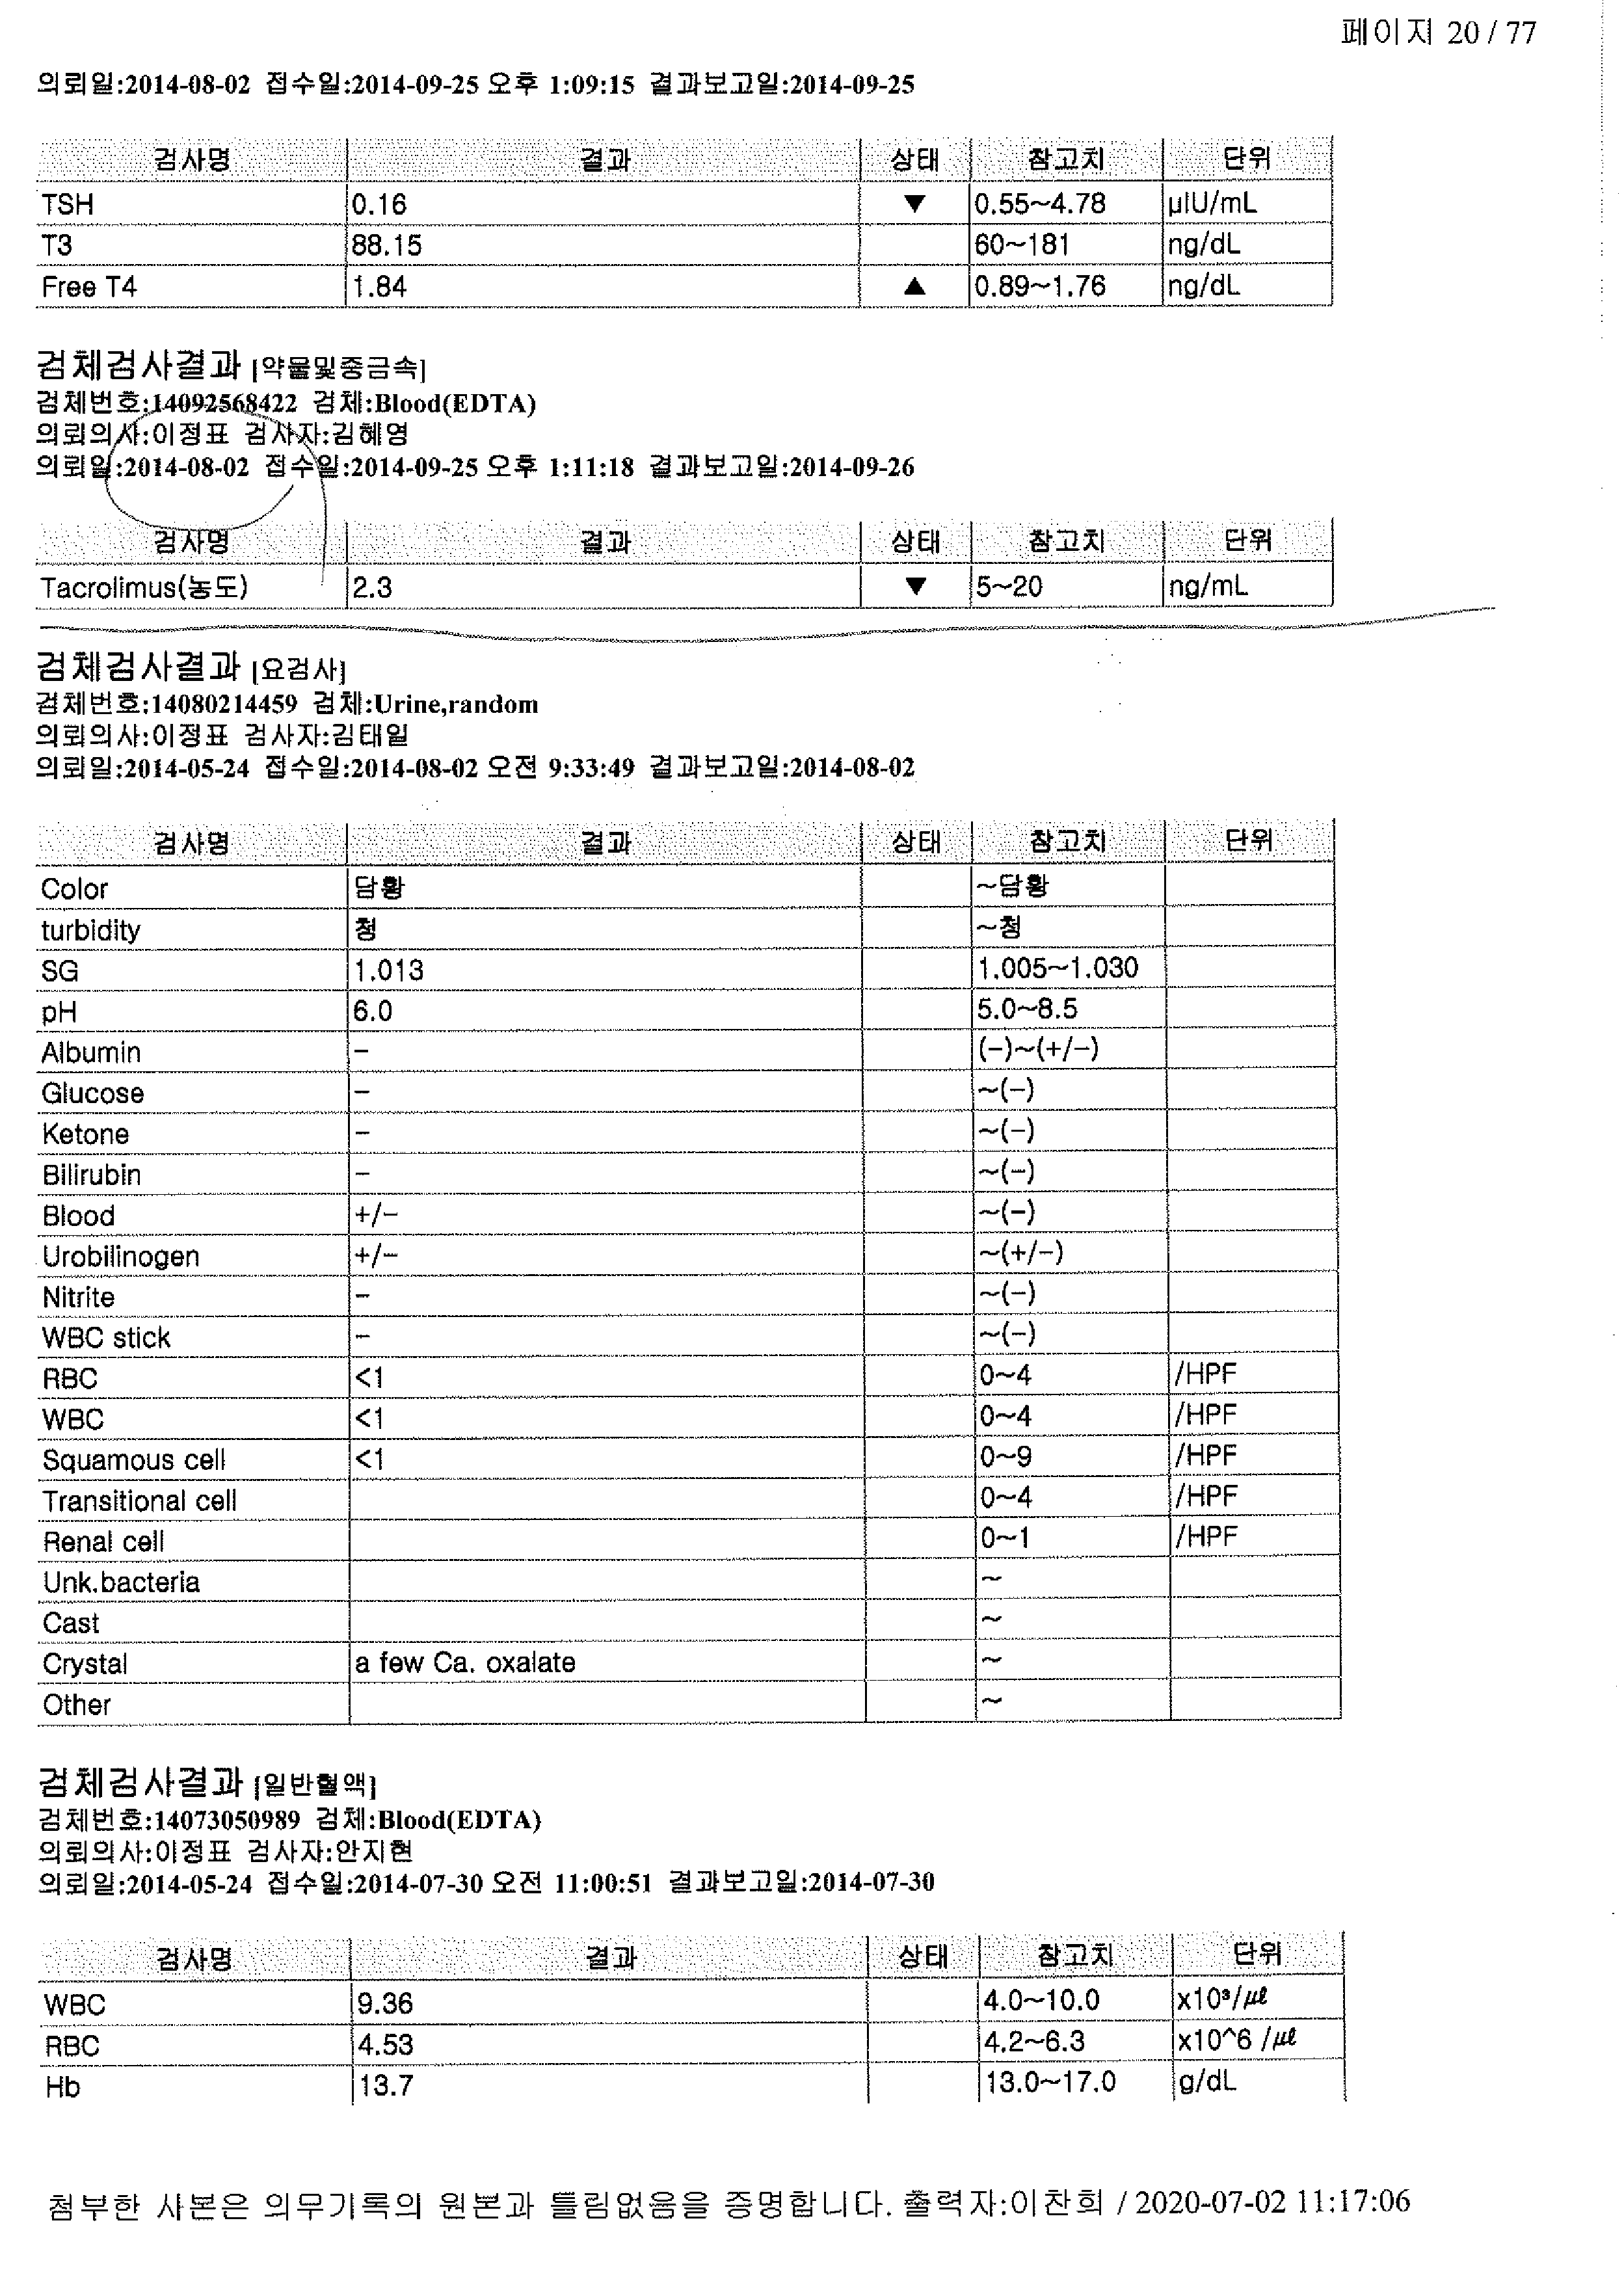 페이지 20 / 77
의뢰일:2014-08-02 접수일:2014-09-25 오후 1:09:15 결과보고일:2014-09-25
검사명 결과 상태 참고치 단위
TSH 0.16 ▼ 0.55~4.78 µIU/mL
T3 88.15 60~181 ng/dL
Free T4 1.84 ▲ 0.89~1.76 ng/dL
검체검사결과 [약물및중금속]
검체번호:14092568422 검체:Blood(EDTA)
의뢰의사:이정표 검사자:김혜영
의뢰일:2014-08-02 접수일:2014-09-25 오후 1:11:18 결과보고일:2014-09-26
검사명 결과 상태 참고치 단위
Tacrolimus(농도) 2.3 ▼ 5~20 ng/mL
검체검사결과 [요검사]
검체번호:14080214459 검체:Urine,random
의뢰의사:이정표 검사자:김태일
의뢰일:2014-05-24 접수일:2014-08-02 오전 9:33:49 결과보고일:2014-08-02
검사명 결과 상태 참고치 단위
Color 담황 ~담황
turbidity 청 ~청
SG 1.013 1.005~1.030
pH 6.0 5.0~8.5
Albumin - (-)~(+/-)
Glucose - ~(-)
Ketone - ~(-)
Bilirubin - ~(-)
Blood +/- ~(-)
Urobilinogen +/- ~(+/-)
Nitrite - ~(-)
WBC stick - ~(-)
RBC <1 0~4 /HPF
WBC <1 0~4 /HPF
Squamous cell <1 0~9 /HPF
Transitional cell 0~4 /HPF
Renal cell 0~1 /HPF
Unk.bacteria ~
Cast ~
Crystal a few Ca. oxalate ~
Other ~
검체검사결과 [일반혈액]
검체번호:14073050989 검체:Blood(EDTA)
의뢰의사:이정표 검사자:안지현
의뢰일:2014-05-24 접수일:2014-07-30 오전 11:00:51 결과보고일:2014-07-30
검사명 결과 상태 참고치 단위
WBC 9.36 4.0~10.0 x10³/㎕
RBC 4.53 4.2~6.3 x10^6 /㎕
Hb 13.7 13.0~17.0 g/dL
첨부한 사본은 의무기록의 원본과 틀림없음을 증명합니다. 출력자:이찬희 / 2020-07-02 11:17:06